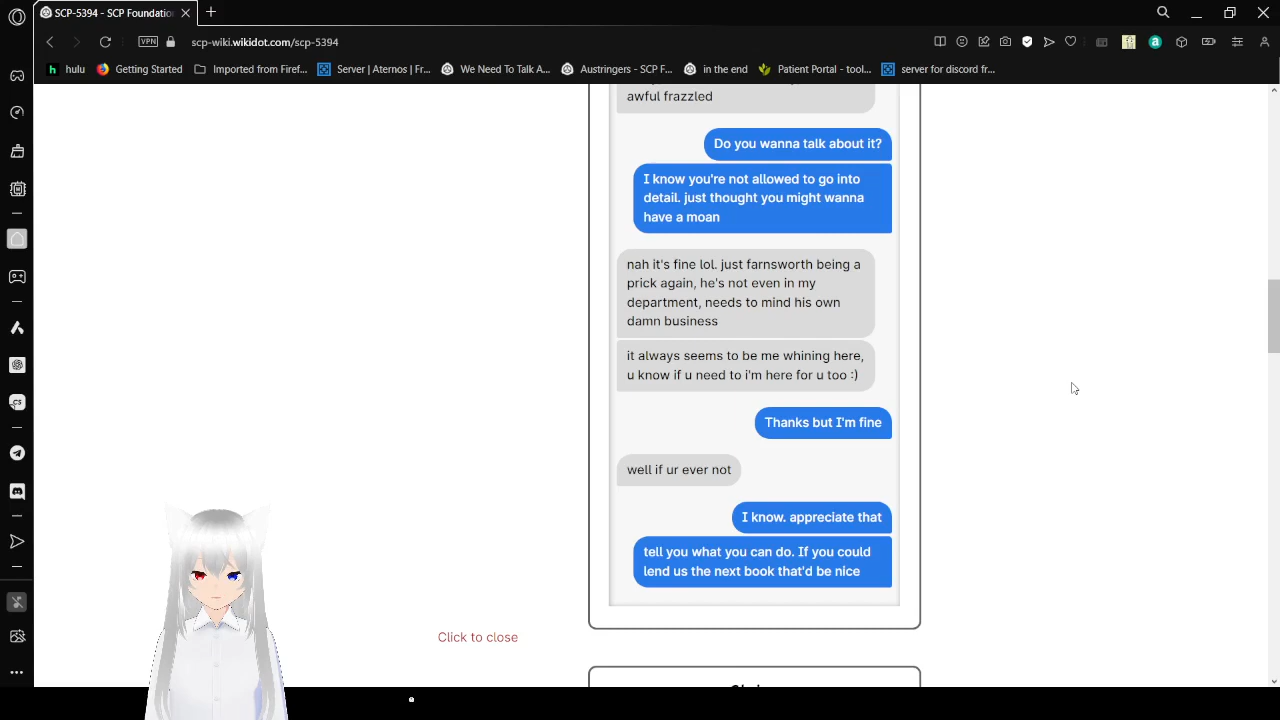 SCP-5394 - SCP Foundatio
VPN
scp-wiki.wikidot.com/scp-5394
hulu
Getting Started
Imported from Firef...
Server | Aternos | Fr...
We Need To Talk A...
Austringers - SCP F...
in the end
Patient Portal - tool...
server for discord fr...
awful frazzled
Do you wanna talk about it?
I know you're not allowed to go into
detail. just thought you might wanna
have a moan
nah it's fine lol. just farnsworth being a
prick again, he's not even in my
department, needs to mind his own
damn business
it always seems to be me whining here,
u know if u need to i'm here for u too :)
Thanks but I'm fine
well if ur ever not
I know. appreciate that
tell you what you can do. If you could
lend us the next book that'd be nice
Click to close